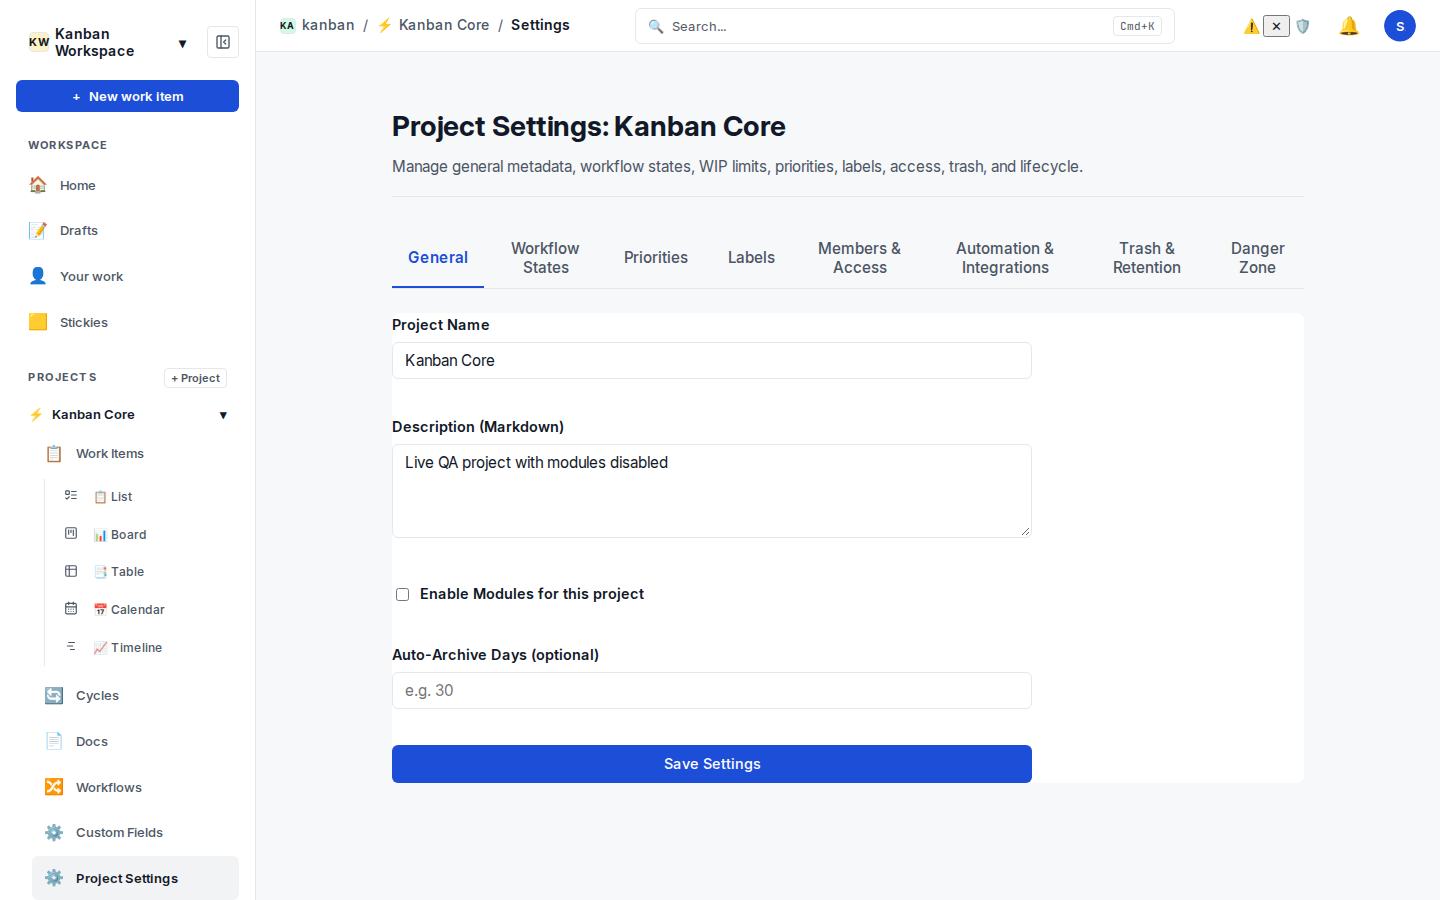 KW Kanban Workspace ▾
+ New work item
WORKSPACE
Home
Drafts
Your work
Stickies
PROJECTS + Project
Kanban Core ▾
Work Items
List
Board
Table
Calendar
Timeline
Cycles
Docs
Workflows
Custom Fields
Project Settings
KA kanban / ⚡ Kanban Core / Settings
Search... Cmd+K
✕
S
Project Settings: Kanban Core
Manage general metadata, workflow states, WIP limits, priorities, labels, access, trash, and lifecycle.
General
Workflow States
Priorities
Labels
Members & Access
Automation & Integrations
Trash & Retention
Danger Zone
Project Name
Kanban Core
Description (Markdown)
Live QA project with modules disabled
Enable Modules for this project
Auto-Archive Days (optional)
e.g. 30
Save Settings